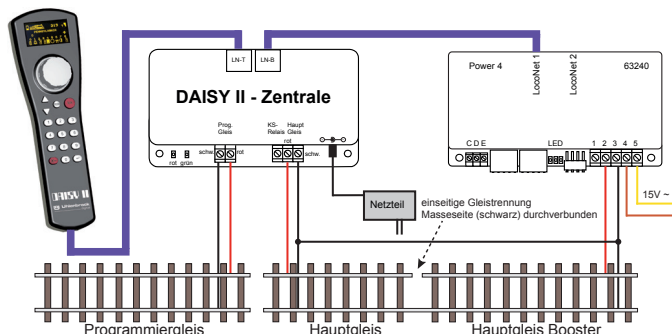 LN-T LN-B
DAISY II - Zentrale
Prog. Gleis
KS- Relais
Haupt Gleis
rot
schw. rot
schw.
rot grün
Power 4
LocoNet 1
LocoNet 2
63240
C D E
LED
1 2 3 4 5
15V ~
Netzteil
einseitige Gleistrennung
Masseseite (schwarz) durchverbunden
DAISY II
Programmiergleis
Hauptgleis
Hauptgleis Booster